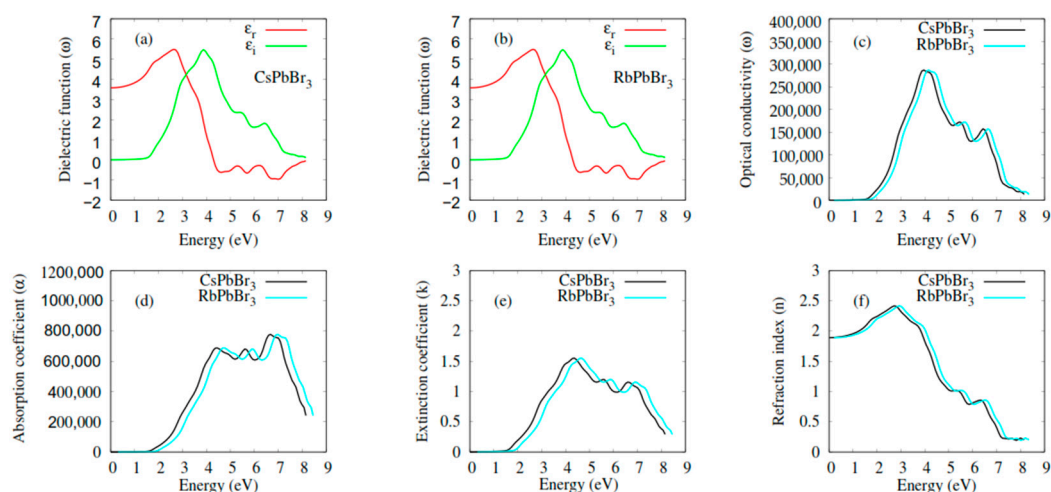 (a)
εr
εi
CsPbBr3
Dielectric function (ω)
7
6
5
4
3
2
1
0
−1
−2
0 1 2 3 4 5 6 7 8 9
Energy (eV)
(b)
εr
εi
RbPbBr3
Dielectric function (ω)
7
6
5
4
3
2
1
0
−1
−2
0 1 2 3 4 5 6 7 8 9
Energy (eV)
(c)
CsPbBr3
RbPbBr3
Optical conductivity (ω)
400,000
350,000
300,000
250,000
200,000
150,000
100,000
50,000
0
0 1 2 3 4 5 6 7 8 9
Energy (eV)
(d)
CsPbBr3
RbPbBr3
Absorption coefficient (α)
1200,000
1000,000
800,000
600,000
400,000
200,000
0
0 1 2 3 4 5 6 7 8 9
Energy (eV)
(e)
CsPbBr3
RbPbBr3
Extinction coefficient (k)
3
2.5
2
1.5
1
0.5
0
0 1 2 3 4 5 6 7 8 9
Energy (eV)
(f)
CsPbBr3
RbPbBr3
Refraction index (n)
3
2.5
2
1.5
1
0.5
0
0 1 2 3 4 5 6 7 8 9
Energy (eV)